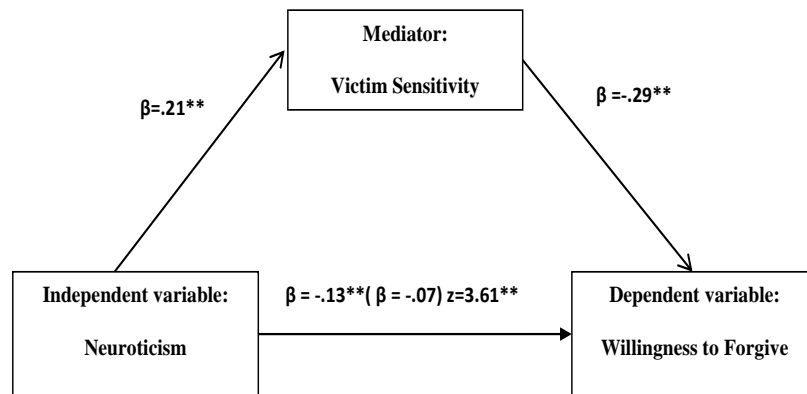 Mediator:
Victim Sensitivity
β=.21**
β =-.29**
Independent variable:
Neuroticism
β = -.13**( β = -.07) z=3.61**
Dependent variable:
Willingness to Forgive